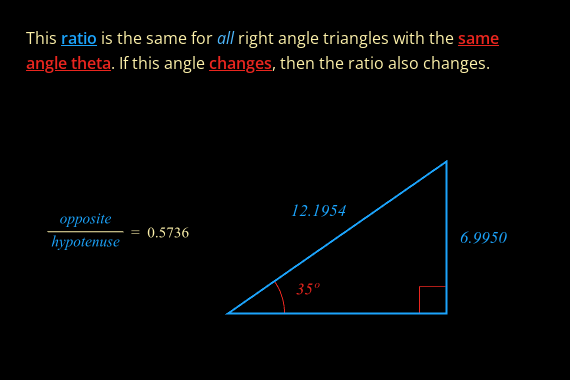 This ratio is the same for all right angle triangles with the same
angle theta. If this angle changes, then the ratio also changes.
12.1954
opposite
hypotenuse
= 0.5736
6.9950
35°